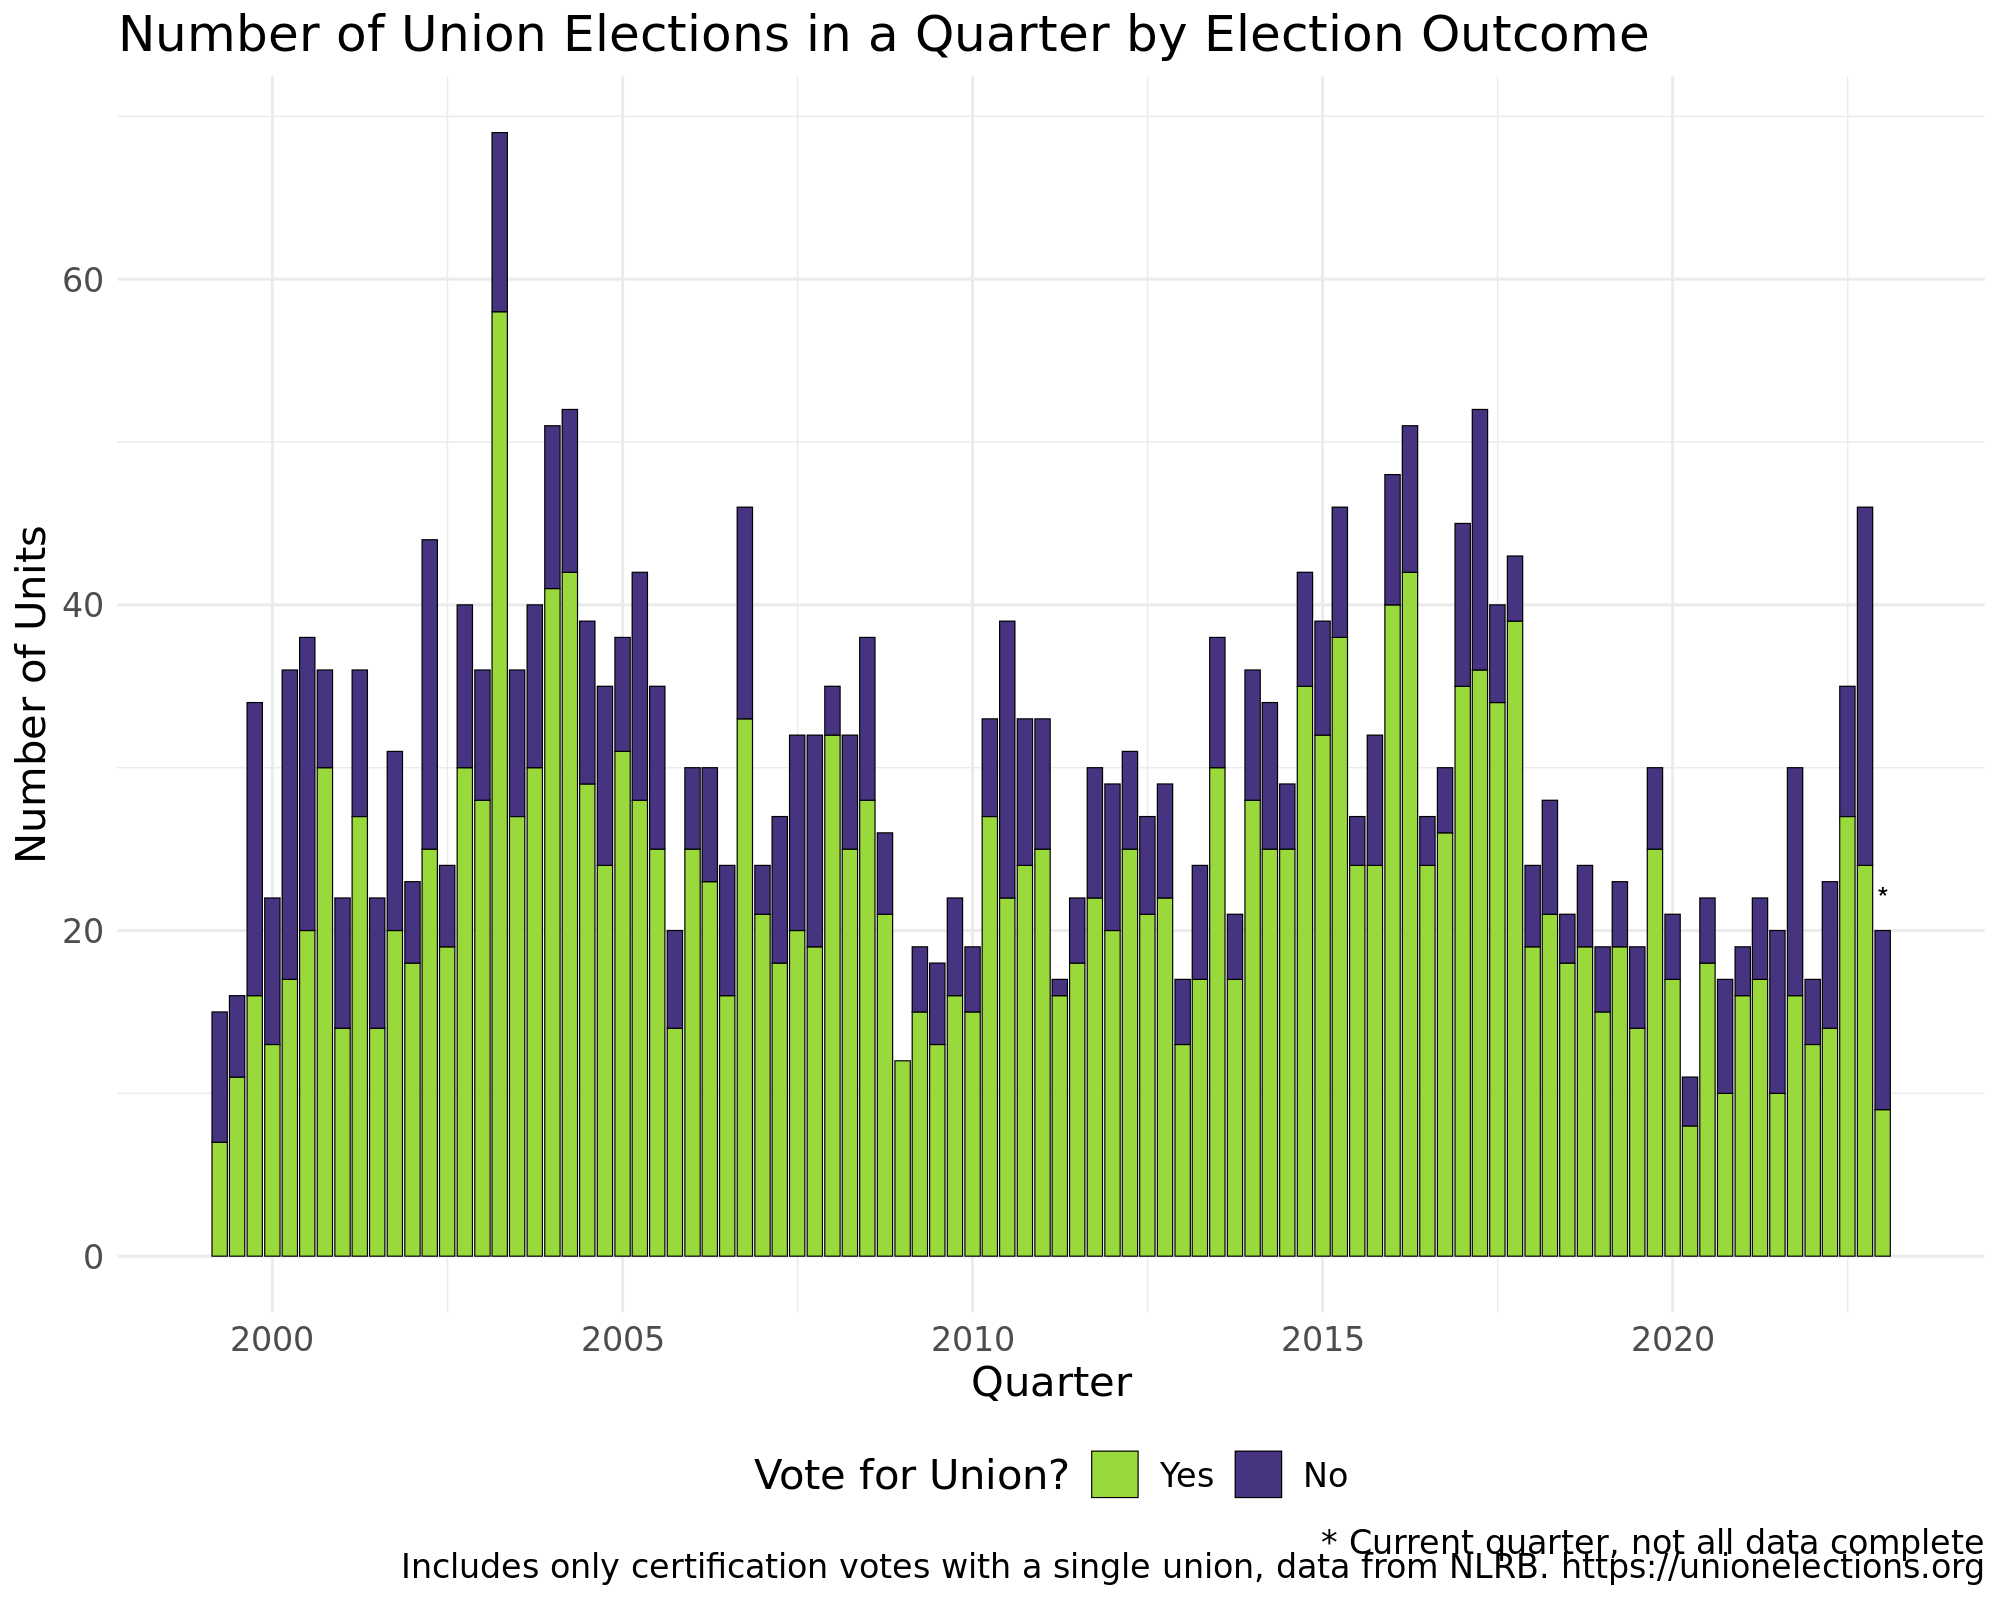 Number of Union Elections in a Quarter by Election Outcome
Number of Units
60
40
20
0
*
2000 2005 2010 2015 2020
Quarter
Vote for Union? Yes No
* Current quarter, not all data complete
Includes only certification votes with a single union, data from NLRB. https://unionelections.org